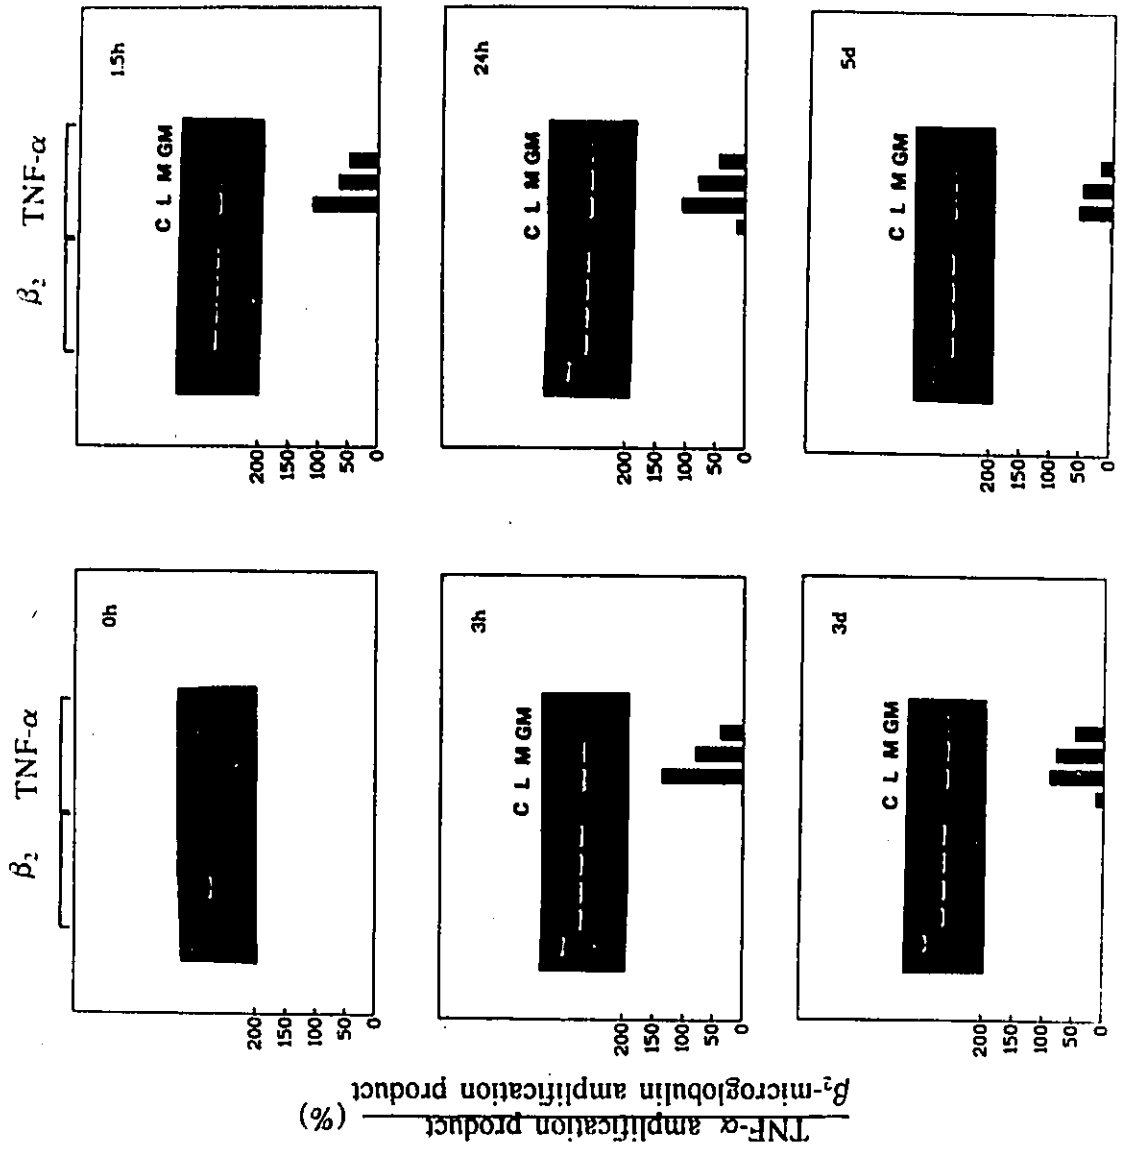 β₂ TNF-α
β₂ TNF-α
0h
200
150
100
50
0
1.5h
C L M GM
200
150
100
50
0
3h
C L M GM
200
150
100
50
0
24h
C L M GM
200
150
100
50
0
3d
C L M GM
200
150
100
50
0
5d
C L M GM
200
150
100
50
0
TNF-α amplification product
β₂-microglobulin amplification product
(%)